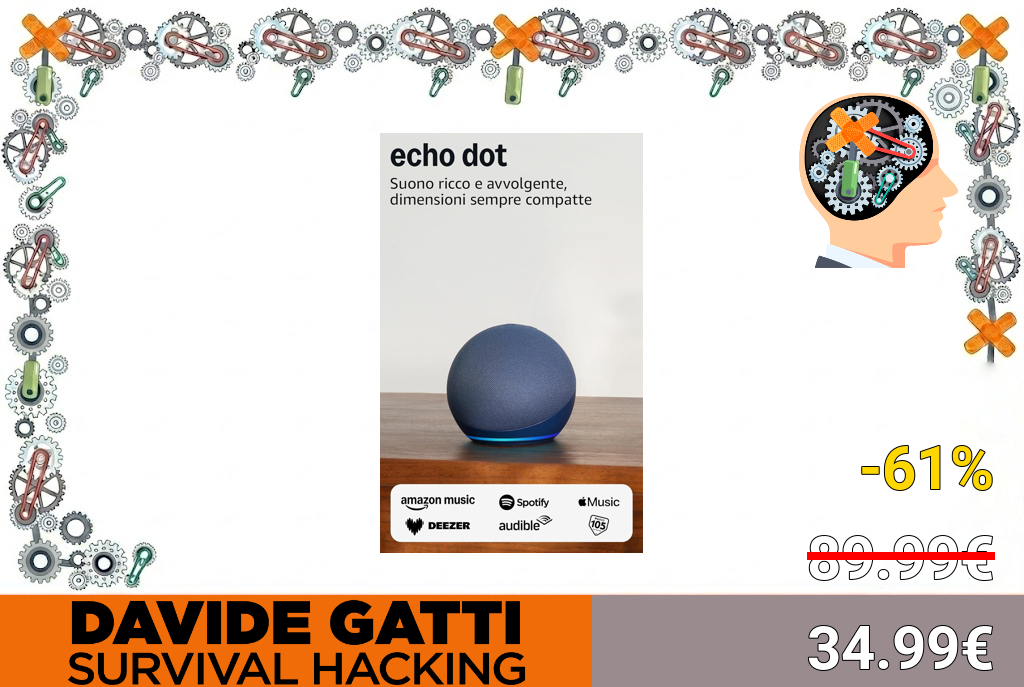 echo dot
Suono ricco e avvolgente,
dimensioni sempre compatte
amazon music
Spotify
Music
DEEZER
audible
105
-61%
89.99€
DAVIDE GATTI
SURVIVAL HACKING
34.99€